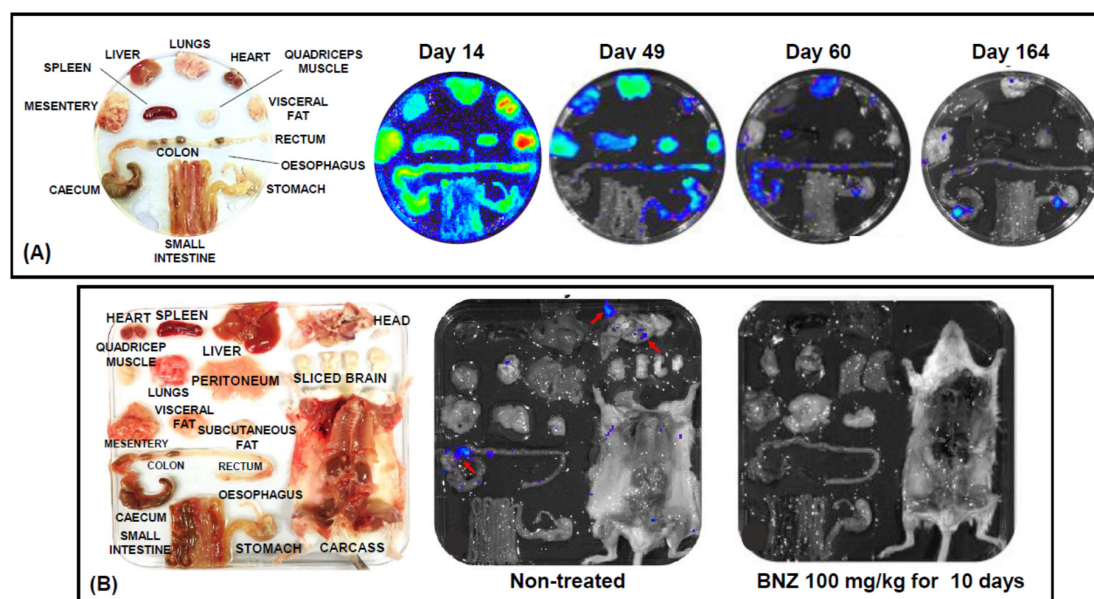 LUNGS
LIVER
HEART
QUADRICEPS
MUSCLE
SPLEEN
MESENTERY
VISCERAL
FAT
RECTUM
COLON
OESOPHAGUS
CAECUM
STOMACH
SMALL
INTESTINE
(A)
Day 14
Day 49
Day 60
Day 164
HEART
SPLEEN
HEAD
QUADRICEP
MUSCLE
LIVER
LUNGS
PERITONEUM
SLICED BRAIN
VISCERAL
FAT
SUBCUTANEOUS
FAT
MESENTERY
COLON
RECTUM
OESOPHAGUS
CAECUM
SMALL
INTESTINE
STOMACH
CARCASS
(B)
Non-treated
BNZ 100 mg/kg for 10 days